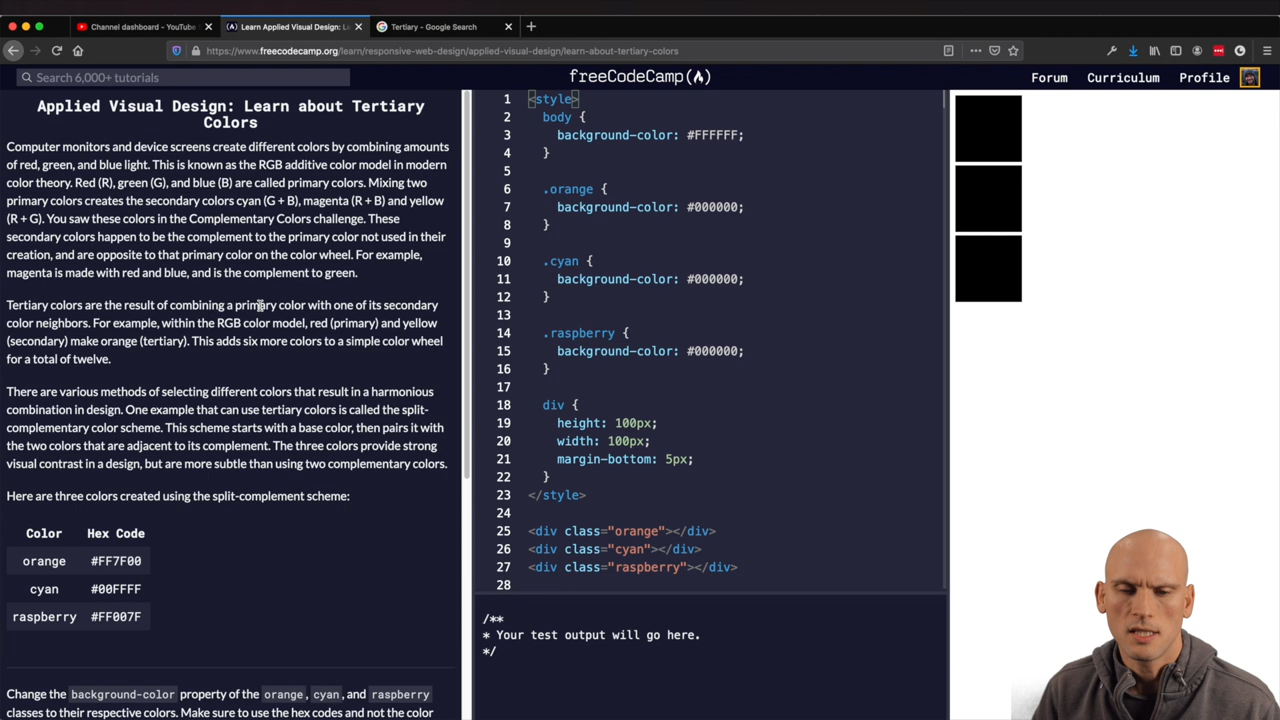 Channel dashboard - YouTube
Learn Applied Visual Design: Le
Tertiary - Google Search
https://www.freecodecamp.org/learn/responsive-web-design/applied-visual-design/learn-about-tertiary-colors
Search 6,000+ tutorials
freeCodeCamp
Forum
Curriculum
Profile
Applied Visual Design: Learn about Tertiary
Colors
Computer monitors and device screens create different colors by combining amounts
of red, green, and blue light. This is known as the RGB additive color model in modern
color theory. Red (R), green (G), and blue (B) are called primary colors. Mixing two
primary colors creates the secondary colors cyan (G + B), magenta (R + B) and yellow
(R + G). You saw these colors in the Complementary Colors challenge. These
secondary colors happen to be the complement to the primary color not used in their
creation, and are opposite to that primary color on the color wheel. For example,
magenta is made with red and blue, and is the complement to green.
Tertiary colors are the result of combining a primary color with one of its secondary
color neighbors. For example, within the RGB color model, red (primary) and yellow
(secondary) make orange (tertiary). This adds six more colors to a simple color wheel
for a total of twelve.
There are various methods of selecting different colors that result in a harmonious
combination in design. One example that can use tertiary colors is called the split-
complementary color scheme. This scheme starts with a base color, then pairs it with
the two colors that are adjacent to its complement. The three colors provide strong
visual contrast in a design, but are more subtle than using two complementary colors.
Here are three colors created using the split-complement scheme:
Color Hex Code
orange #FF7F00
cyan #00FFFF
raspberry #FF007F
Change the background-color property of the orange, cyan, and raspberry
classes to their respective colors. Make sure to use the hex codes and not the color
1 <style>
2 body {
3 background-color: #FFFFFF;
4 }
5
6 .orange {
7 background-color: #000000;
8 }
9
10 .cyan {
11 background-color: #000000;
12 }
13
14 .raspberry {
15 background-color: #000000;
16 }
17
18 div {
19 height: 100px;
20 width: 100px;
21 margin-bottom: 5px;
22 }
23 </style>
24
25 <div class="orange"></div>
26 <div class="cyan"></div>
27 <div class="raspberry"></div>
28
/**
* Your test output will go here.
*/